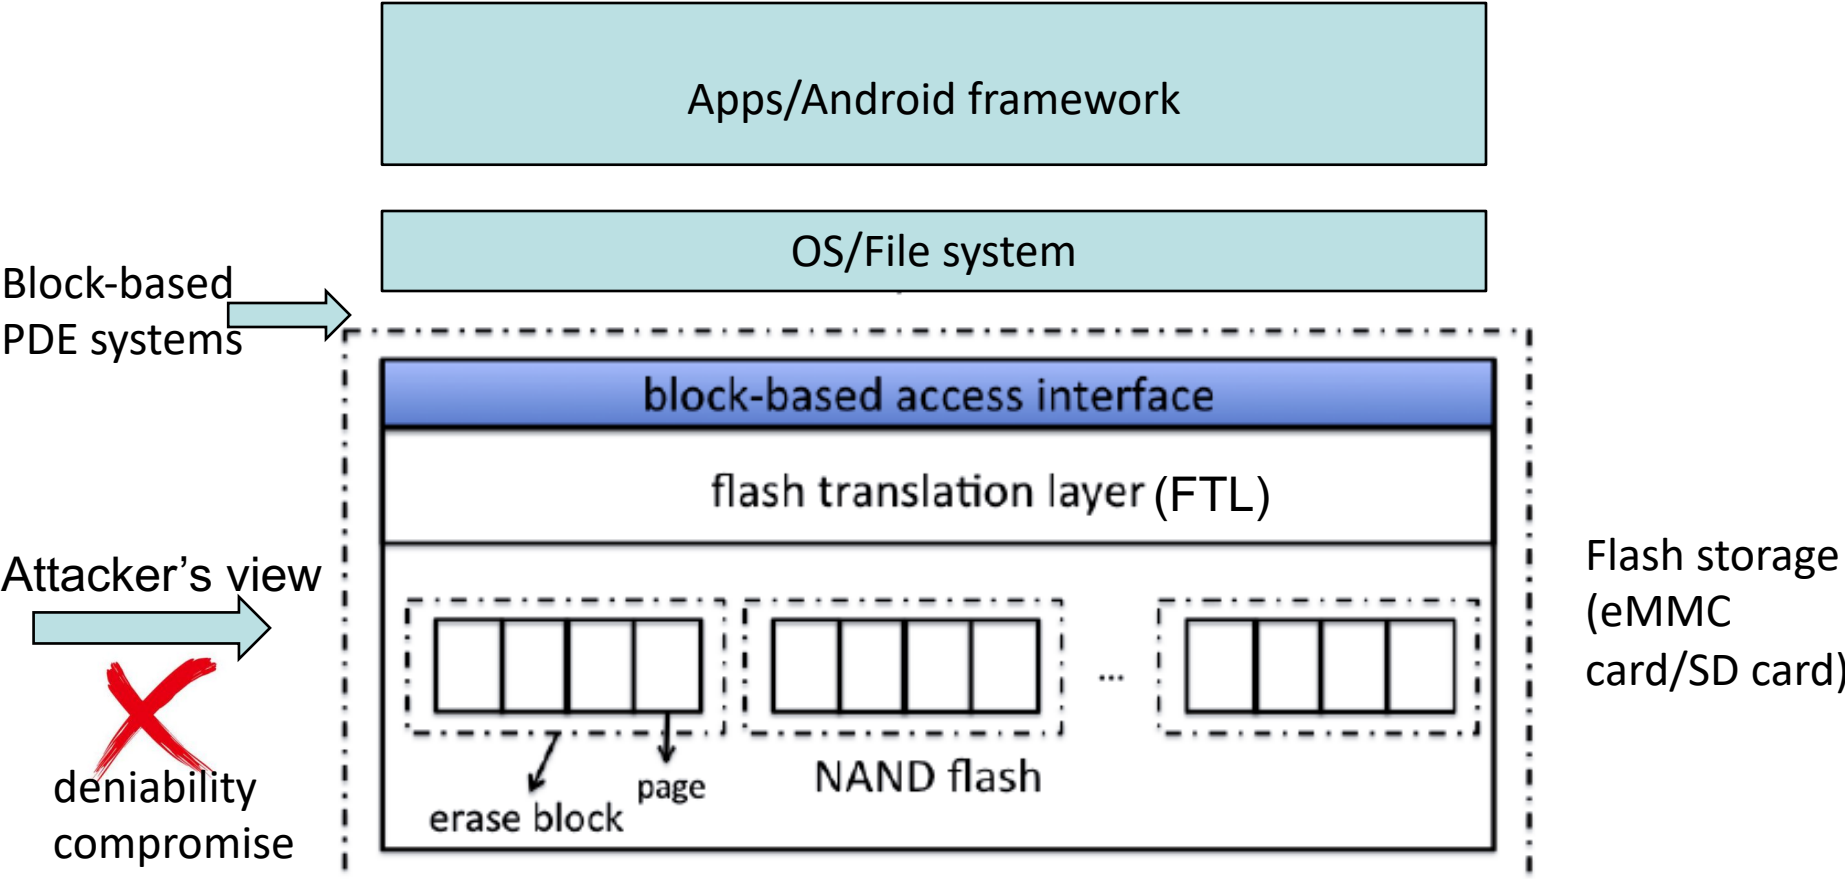 Apps/Android framework
OS/File system
Block-based
PDE systems
block-based access interface
flash translation layer (FTL)
Attacker’s view
Flash storage
(eMMC
card/SD card)
...
deniability
compromise
erase block
page
NAND flash